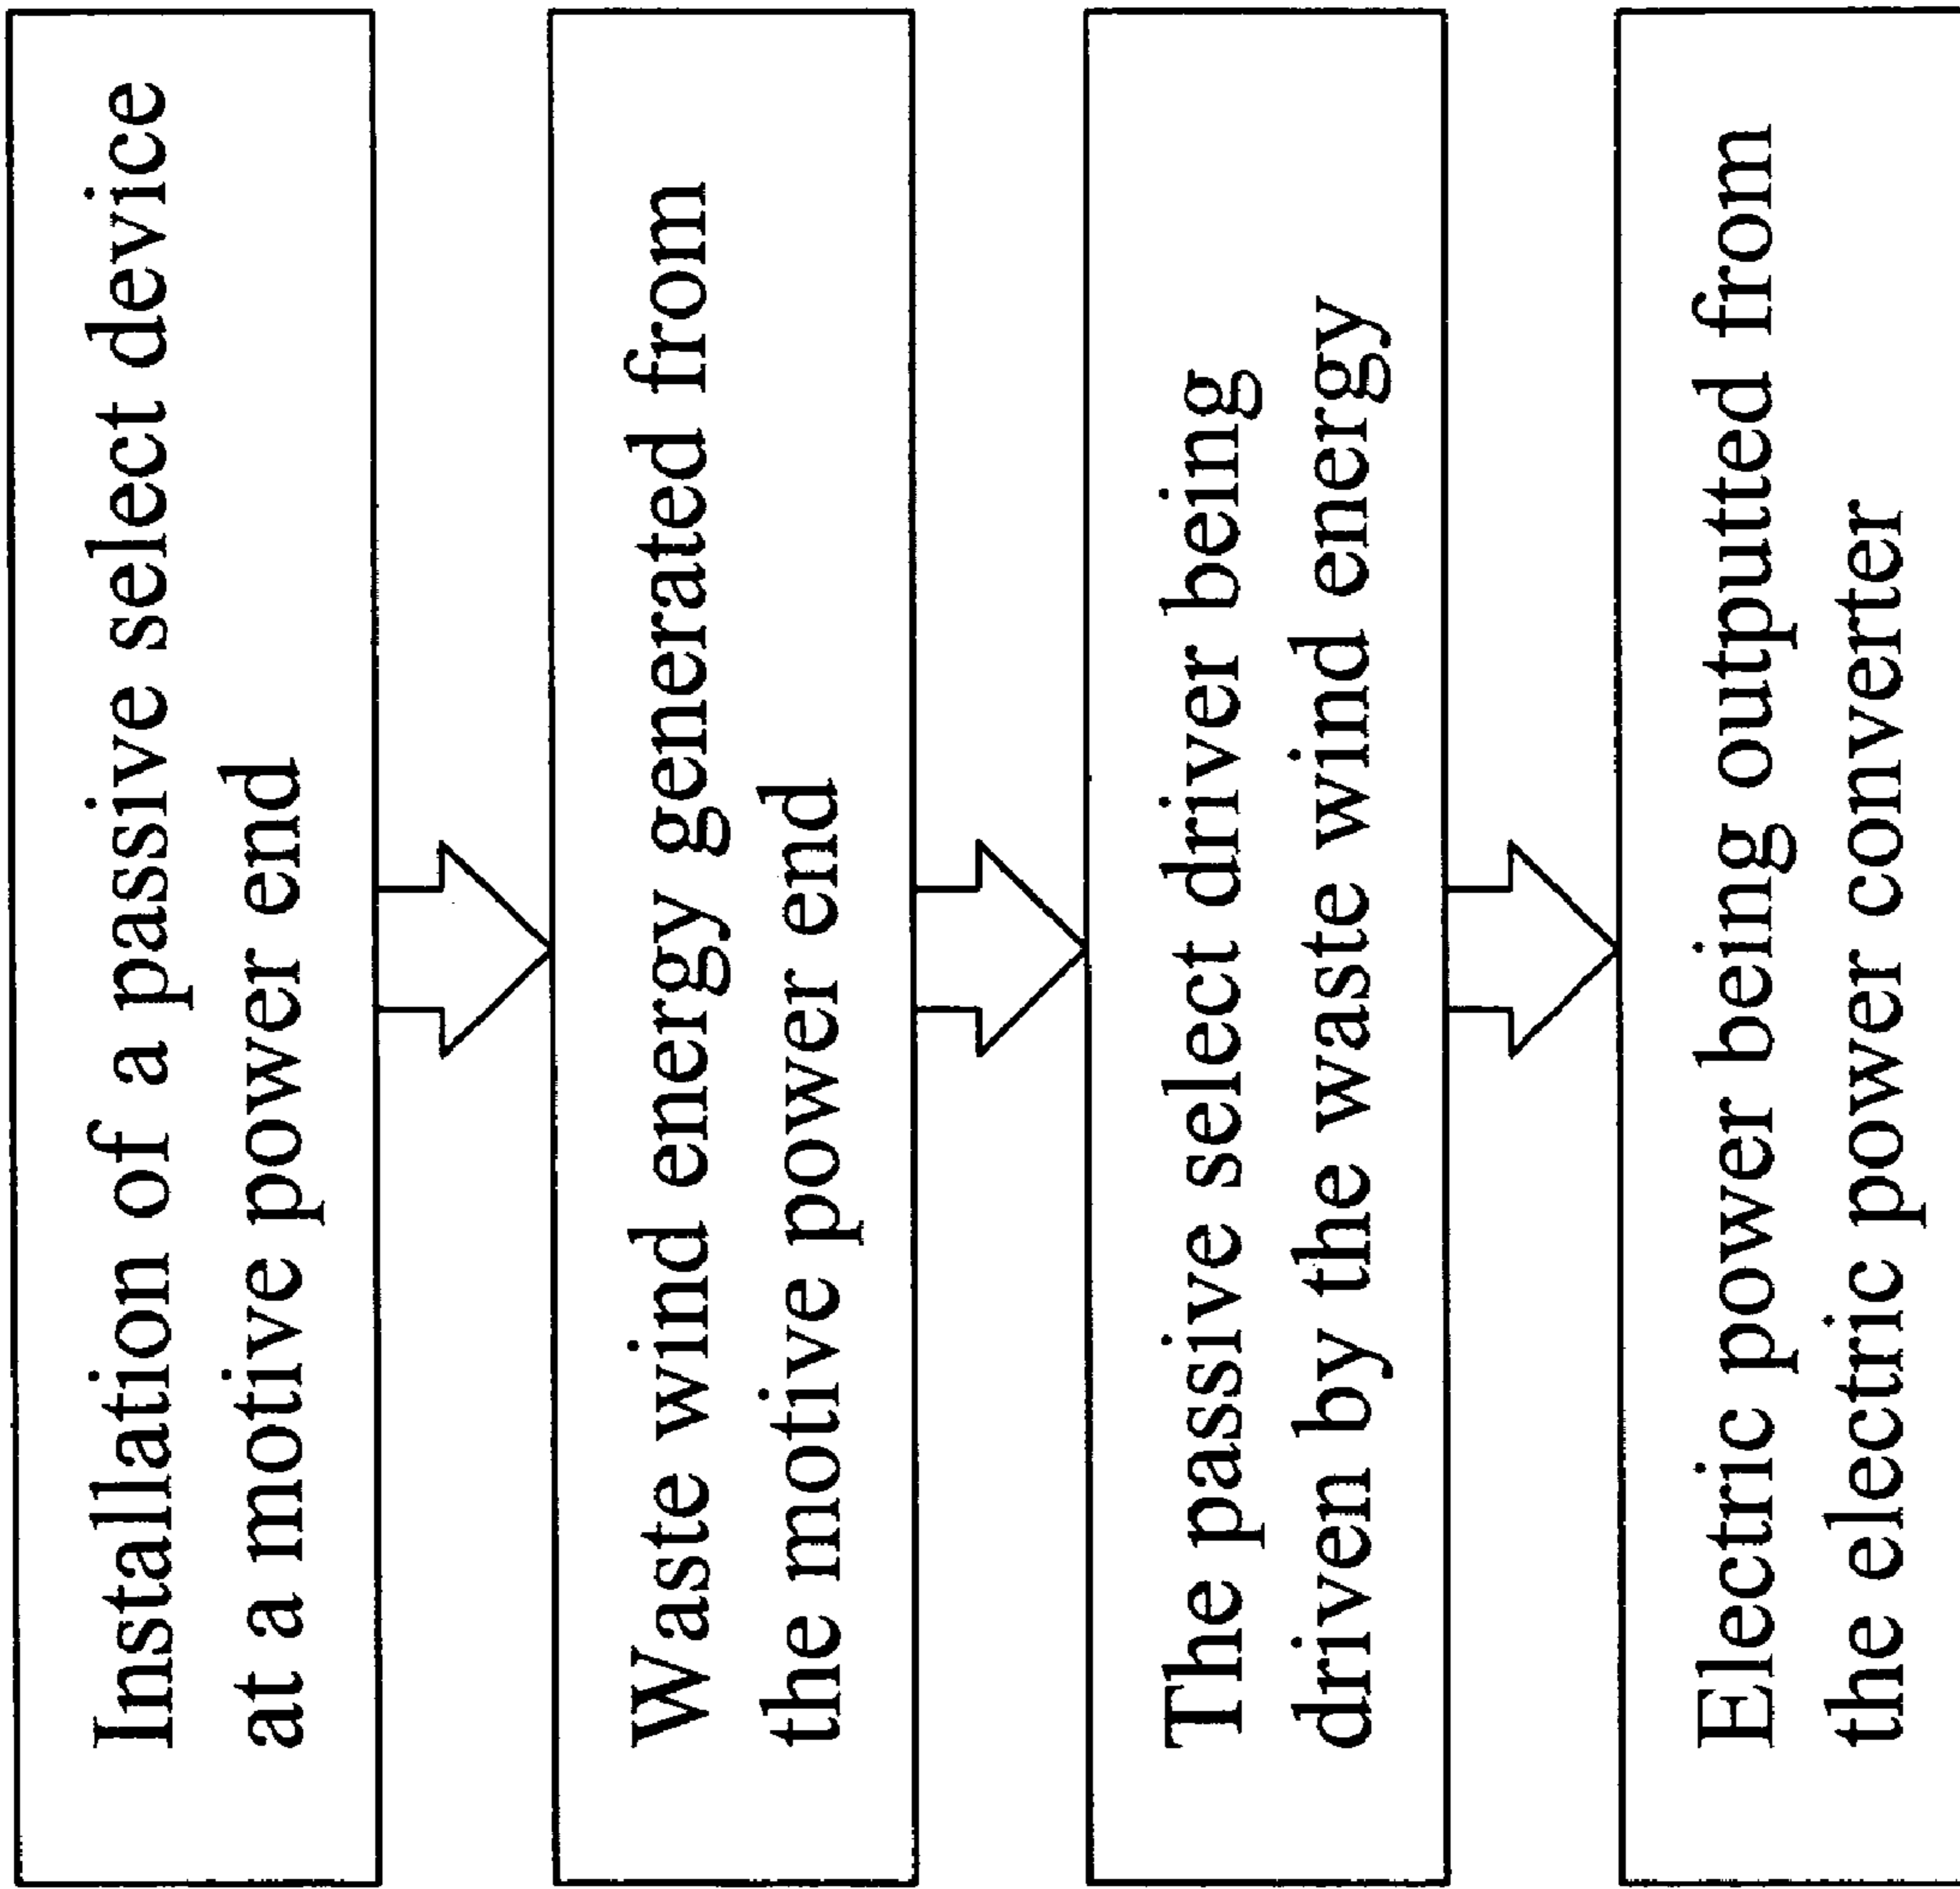 Installation of a passive select device
at a motive power end
Waste wind energy generated from
the motive power end
The passive select driver being
driven by the waste wind energy
Electric power being outputted from
the electric power converter